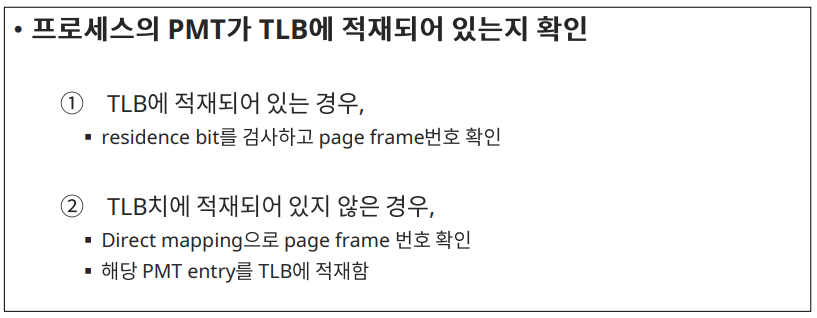 • 프로세스의 PMT가 TLB에 적재되어 있는지 확인
① TLB에 적재되어 있는 경우,
▪ residence bit를 검사하고 page frame번호 확인
② TLB치에 적재되어 있지 않은 경우,
▪ Direct mapping으로 page frame 번호 확인
▪ 해당 PMT entry를 TLB에 적재함